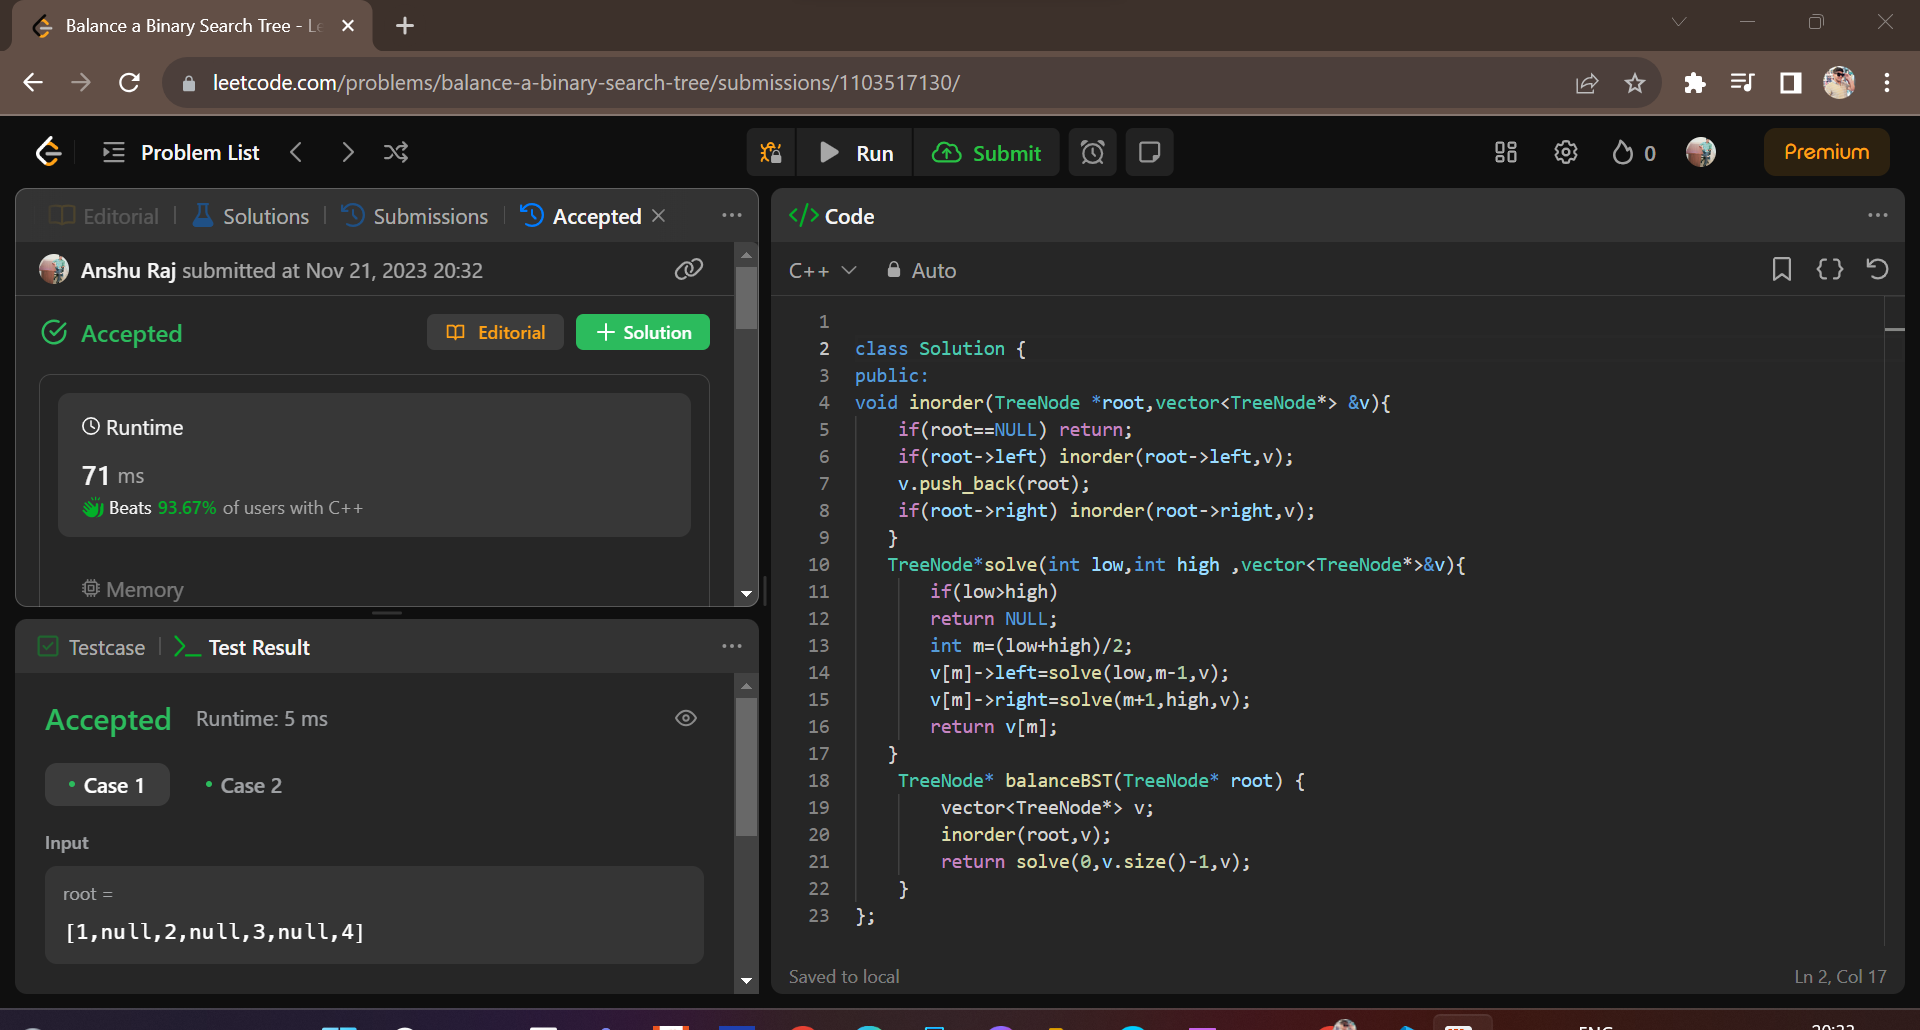 Balance a Binary Search Tree - Le
leetcode.com/problems/balance-a-binary-search-tree/submissions/1103517130/
Problem List
Run
Submit
0
Premium
Editorial
Solutions
Submissions
Accepted
Anshu Raj submitted at Nov 21, 2023 20:32
Accepted
Editorial
+ Solution
Runtime
71 ms
Beats 93.67% of users with C++
Memory
Testcase
>_ Test Result
Accepted Runtime: 5 ms
• Case 1 • Case 2
Input
root =
[1,null,2,null,3,null,4]
</> Code
C++ Auto
1
2 class Solution {
3 public:
4 void inorder(TreeNode *root,vector<TreeNode*> &v){
5     if(root==NULL) return;
6     if(root->left) inorder(root->left,v);
7     v.push_back(root);
8     if(root->right) inorder(root->right,v);
9    }
10    TreeNode*solve(int low,int high ,vector<TreeNode*>&v){
11        if(low>high)
12        return NULL;
13        int m=(low+high)/2;
14        v[m]->left=solve(low,m-1,v);
15        v[m]->right=solve(m+1,high,v);
16        return v[m];
17    }
18     TreeNode* balanceBST(TreeNode* root) {
19         vector<TreeNode*> v;
20         inorder(root,v);
21         return solve(0,v.size()-1,v);
22     }
23 };
Saved to local
Ln 2, Col 17